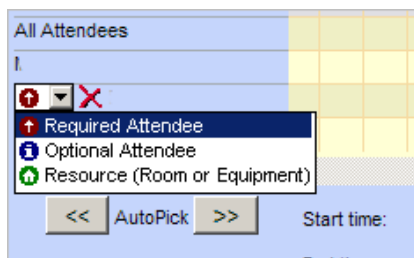 All Attendees
Required Attendee
Optional Attendee
Resource (Room or Equipment)
<< AutoPick >>
Start time: